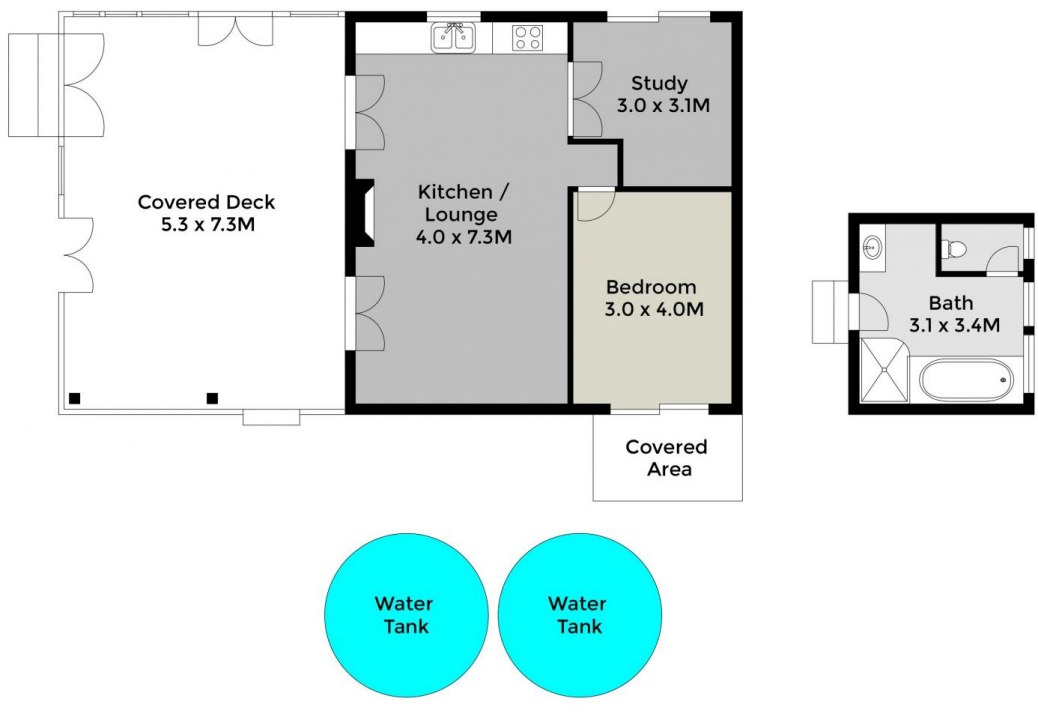 Study
3.0 x 3.1M
Covered Deck
5.3 x 7.3M
Kitchen /
Lounge
4.0 x 7.3M
Bedroom
3.0 x 4.0M
Bath
3.1 x 3.4M
Covered
Area
Water
Tank
Water
Tank